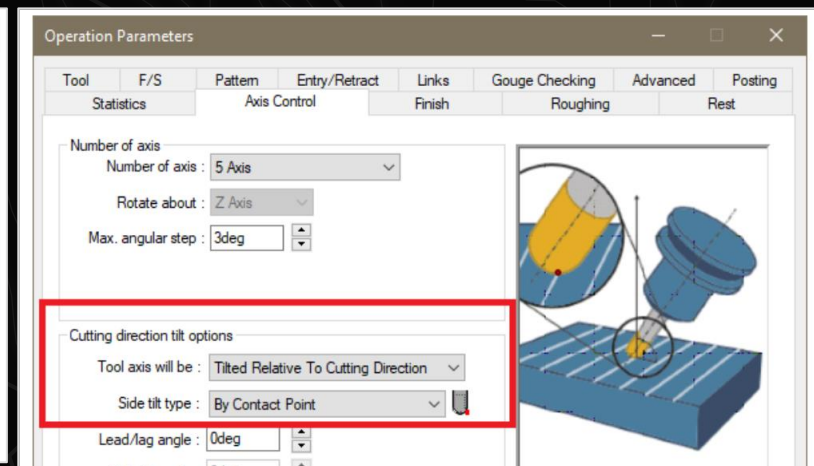 Operation Parameters
Tool F/S Pattern Entry/Retract Links Gouge Checking Advanced Posting
Statistics Axis Control Finish Roughing Rest
Number of axis
Number of axis : 5 Axis
Rotate about : Z Axis
Max. angular step : 3deg
Cutting direction tilt options
Tool axis will be : Tilted Relative To Cutting Direction
Side tilt type : By Contact Point
Lead/lag angle : 0deg